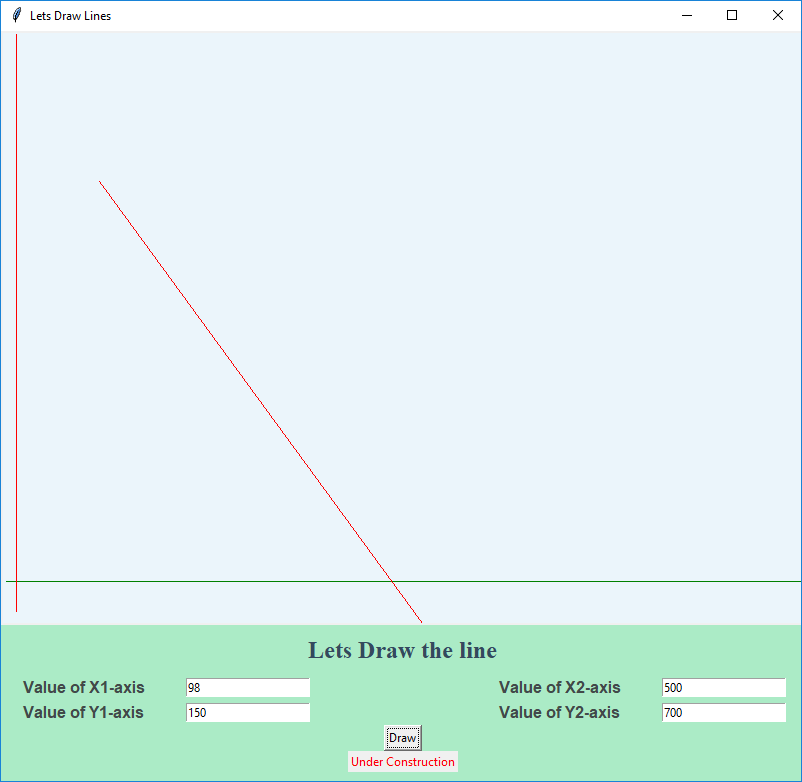 Lets Draw Lines
Lets Draw the line
Value of X1-axis 98 Value of X2-axis 500
Value of Y1-axis 150 Value of Y2-axis 700
Draw
Under Construction